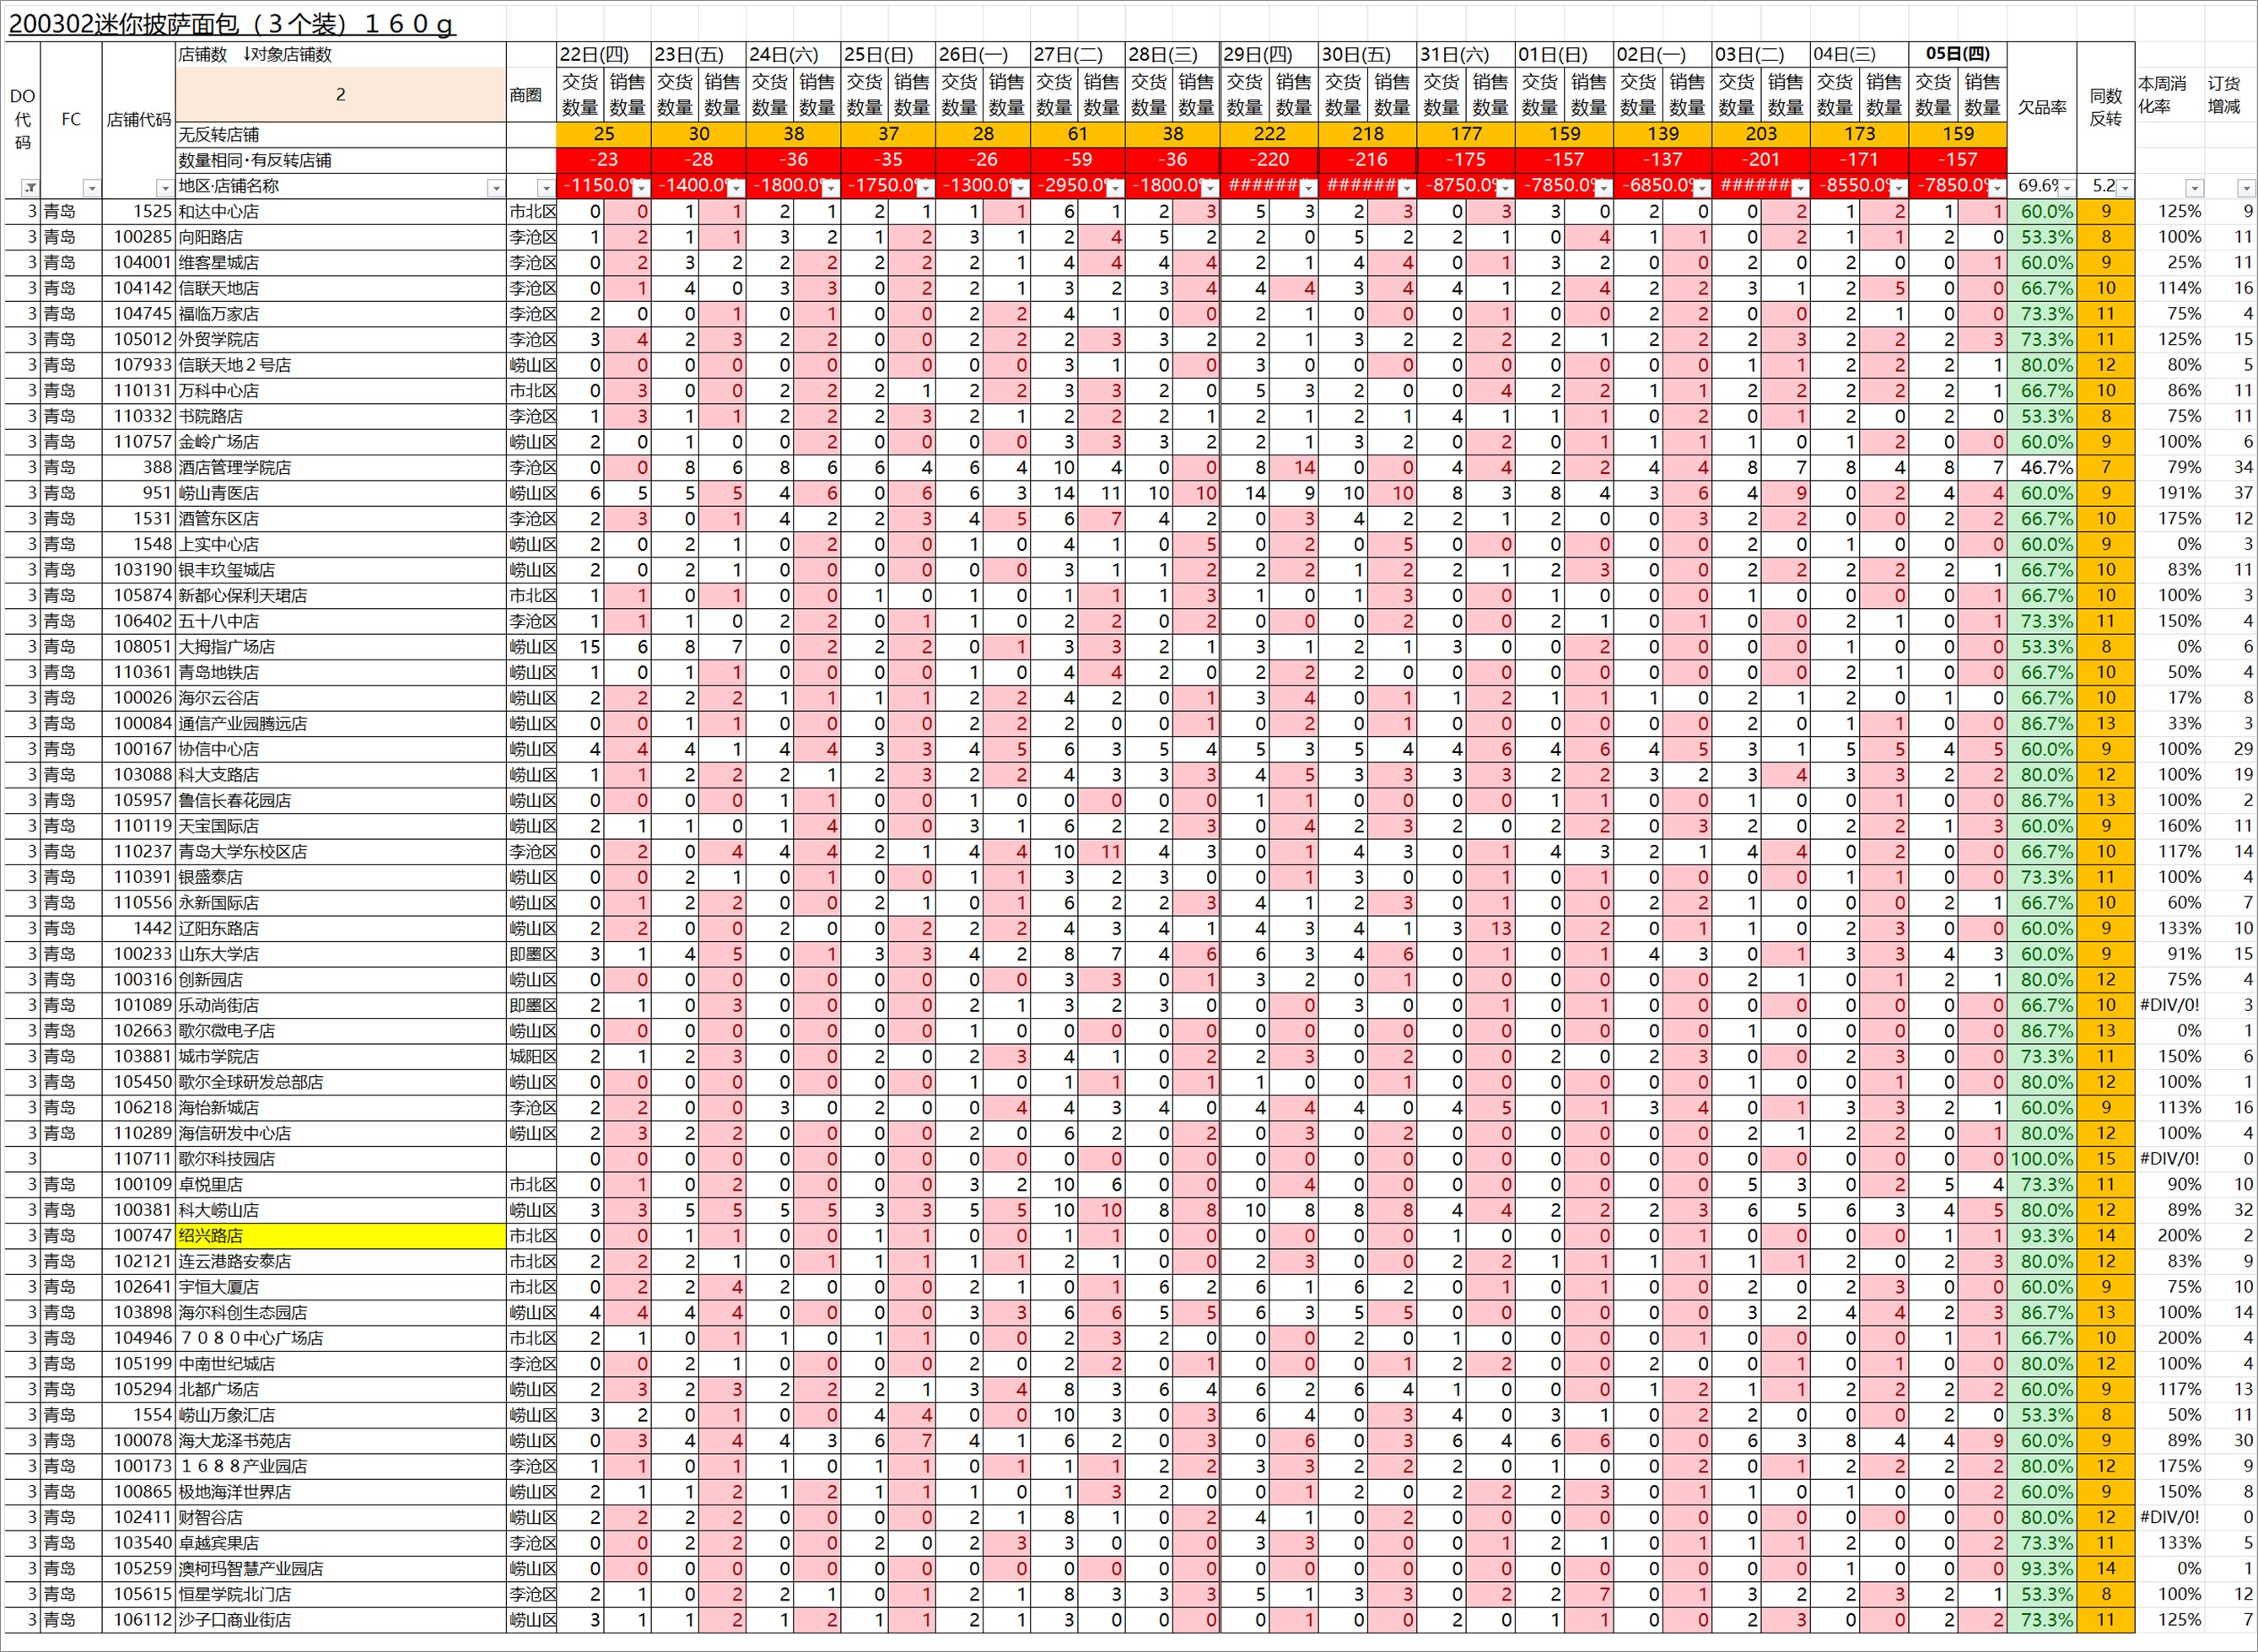 200302迷你披萨面包（３个装）１６０ｇ
DO代码 FC 店铺代码 店铺数 ↓对象店铺数 商圈 22日(四) 23日(五) 24日(六) 25日(日) 26日(一) 27日(二) 28日(三) 29日(四) 30日(五) 31日(六) 01日(日) 02日(一) 03日(二) 04日(三) 05日(四) 欠品率 同数反转 本周消化率 订货增减
2 交货数量 销售数量 交货数量 销售数量 交货数量 销售数量 交货数量 销售数量 交货数量 销售数量 交货数量 销售数量 交货数量 销售数量 交货数量 销售数量 交货数量 销售数量 交货数量 销售数量 交货数量 销售数量 交货数量 销售数量 交货数量 销售数量 交货数量 销售数量 交货数量 销售数量
无反转店铺 25 30 38 37 28 61 38 222 218 177 159 139 203 173 159
数量相同･有反转店铺 -23 -28 -36 -35 -26 -59 -36 -220 -216 -175 -157 -137 -201 -171 -157
地区·店铺名称 -1150.0% -1400.0% -1800.0% -1750.0% -1300.0% -2950.0% -1800.0% ###### ###### -8750.0% -7850.0% -6850.0% ###### -8550.0% -7850.0% 69.6% 5.2
3 青岛 1525 和达中心店 市北区 0 0 1 1 2 1 2 1 1 1 6 1 2 3 5 3 2 3 0 3 3 0 2 0 0 2 1 2 1 1 60.0% 9 125% 9
3 青岛 100285 向阳路店 李沧区 1 2 1 1 3 2 1 2 3 1 2 4 5 2 2 0 5 2 2 1 0 4 1 1 0 2 1 1 2 0 53.3% 8 100% 11
3 青岛 104001 维客星城店 李沧区 0 2 3 2 2 2 2 2 2 1 4 4 4 4 2 1 4 4 0 1 3 2 0 0 2 0 2 0 0 1 60.0% 9 25% 11
3 青岛 104142 信联天地店 李沧区 0 1 4 0 3 3 0 2 2 1 3 2 3 4 4 4 3 4 4 1 2 4 2 2 3 1 2 5 0 0 66.7% 10 114% 16
3 青岛 104745 福临万家店 李沧区 2 0 0 1 0 1 0 0 2 2 4 1 0 0 2 1 0 0 0 1 0 0 2 2 0 0 2 1 0 0 73.3% 11 75% 4
3 青岛 105012 外贸学院店 李沧区 3 4 2 3 2 2 0 0 2 2 2 3 3 2 2 1 3 2 2 2 2 1 2 2 2 3 2 2 2 3 73.3% 11 125% 15
3 青岛 107933 信联天地２号店 崂山区 0 0 0 0 0 0 0 0 0 0 3 1 0 0 3 0 0 0 0 0 0 0 0 0 1 1 2 2 2 1 80.0% 12 80% 5
3 青岛 110131 万科中心店 市北区 0 3 0 0 2 2 2 1 2 2 3 3 2 0 5 3 2 0 0 4 2 2 1 1 2 2 2 2 2 1 66.7% 10 86% 11
3 青岛 110332 书院路店 李沧区 1 3 1 1 2 2 2 3 2 1 2 2 2 1 2 1 2 1 4 1 1 1 0 2 0 1 2 0 2 0 53.3% 8 75% 11
3 青岛 110757 金岭广场店 崂山区 2 0 1 0 0 2 0 0 0 0 3 3 3 2 2 1 3 2 0 2 0 1 1 1 1 0 1 2 0 0 60.0% 9 100% 6
3 青岛 388 酒店管理学院店 李沧区 0 0 8 6 8 6 6 4 6 4 10 4 0 0 8 14 0 0 4 4 2 2 4 4 8 7 8 4 8 7 46.7% 7 79% 34
3 青岛 951 崂山青医店 崂山区 6 5 5 5 4 6 0 6 6 3 14 11 10 10 14 9 10 10 8 3 8 4 3 6 4 9 0 2 4 4 60.0% 9 191% 37
3 青岛 1531 酒管东区店 李沧区 2 3 0 1 4 2 2 3 4 5 6 7 4 2 0 3 4 2 2 1 2 0 0 3 2 2 0 0 2 2 66.7% 10 175% 12
3 青岛 1548 上实中心店 崂山区 2 0 2 1 0 2 0 0 1 0 4 1 0 5 0 2 0 5 0 0 0 0 0 0 2 0 1 0 0 0 60.0% 9 0% 3
3 青岛 103190 银丰玖玺城店 崂山区 2 0 2 1 0 0 0 0 0 0 3 1 1 2 2 2 1 2 2 1 2 3 0 0 2 2 2 2 2 1 66.7% 10 83% 11
3 青岛 105874 新都心保利天珺店 市北区 1 1 0 1 0 0 1 0 1 0 1 1 1 3 1 0 1 3 0 0 1 0 0 0 1 0 0 0 0 1 66.7% 10 100% 3
3 青岛 106402 五十八中店 李沧区 1 1 1 0 2 2 0 1 1 0 2 2 0 2 0 0 0 2 0 0 2 1 0 1 0 0 2 1 0 1 73.3% 11 150% 4
3 青岛 108051 大拇指广场店 崂山区 15 6 8 7 0 2 2 2 0 1 3 3 2 1 3 1 2 1 3 0 0 2 0 0 0 0 1 0 0 0 53.3% 8 0% 6
3 青岛 110361 青岛地铁店 崂山区 1 0 1 1 0 0 0 0 1 0 4 4 2 0 2 2 2 0 0 0 0 0 0 0 0 0 2 1 0 0 66.7% 10 50% 4
3 青岛 100026 海尔云谷店 崂山区 2 2 2 2 1 1 1 1 2 2 4 2 0 1 3 4 0 1 1 2 1 1 1 0 2 1 2 0 1 0 66.7% 10 17% 8
3 青岛 100084 通信产业园腾远店 崂山区 0 0 1 1 0 0 0 0 2 2 2 0 0 1 0 2 0 1 0 0 0 0 0 0 2 0 1 1 0 0 86.7% 13 33% 3
3 青岛 100167 协信中心店 崂山区 4 4 4 1 4 4 3 3 4 5 6 3 5 4 5 3 5 4 4 6 4 6 4 5 3 1 5 5 4 5 60.0% 9 100% 29
3 青岛 103088 科大支路店 崂山区 1 1 2 2 2 1 2 3 2 2 4 3 3 3 4 5 3 3 3 3 2 2 3 2 3 4 3 3 2 2 80.0% 12 100% 19
3 青岛 105957 鲁信长春花园店 崂山区 0 0 0 0 1 1 0 0 1 0 0 0 0 0 1 1 0 0 0 0 1 1 0 0 1 0 0 1 0 0 86.7% 13 100% 2
3 青岛 110119 天宝国际店 崂山区 2 1 1 0 1 4 0 0 3 1 6 2 2 3 0 4 2 3 2 0 2 2 0 3 2 0 2 2 1 3 60.0% 9 160% 11
3 青岛 110237 青岛大学东校区店 李沧区 0 2 0 4 4 4 2 1 4 4 10 11 4 3 0 1 4 3 0 1 4 3 2 1 4 4 0 2 0 0 66.7% 10 117% 14
3 青岛 110391 银盛泰店 崂山区 0 0 2 1 0 1 0 0 1 1 3 2 3 0 0 1 3 0 0 1 0 1 0 0 0 0 1 1 3 4 73.3% 11 100% 4
3 青岛 110556 永新国际店 崂山区 0 1 2 2 0 0 2 1 0 1 6 2 2 3 4 1 2 3 0 1 0 0 2 2 1 0 0 0 2 1 66.7% 10 60% 7
3 青岛 1442 辽阳东路店 崂山区 2 2 0 0 2 0 0 2 2 2 4 3 4 1 4 3 4 1 3 13 0 2 0 1 1 0 2 3 0 0 60.0% 9 133% 10
3 青岛 100233 山东大学店 即墨区 3 1 4 5 0 1 3 3 4 2 8 7 4 6 6 3 4 6 0 1 0 1 4 3 0 1 3 3 4 3 60.0% 9 91% 15
3 青岛 100316 创新园店 崂山区 0 0 0 0 0 0 0 0 0 0 3 3 0 1 3 2 0 1 0 0 0 0 0 0 2 1 0 1 2 1 80.0% 12 75% 4
3 青岛 101089 乐动尚街店 即墨区 2 1 0 3 0 0 0 0 2 1 3 2 3 0 0 0 3 0 0 1 0 1 0 0 0 0 0 0 0 0 66.7% 10 #DIV/0! 3
3 青岛 102663 歌尔微电子店 崂山区 0 0 0 0 0 0 0 0 1 0 0 0 0 0 0 0 0 0 0 0 0 0 0 0 1 0 0 0 0 0 86.7% 13 0% 1
3 青岛 103881 城市学院店 城阳区 2 1 2 3 0 0 2 0 2 3 4 1 0 2 2 3 0 2 0 0 2 0 2 3 0 0 2 3 0 0 73.3% 11 150% 6
3 青岛 105450 歌尔全球研发总部店 崂山区 0 0 0 0 0 0 0 0 1 0 1 1 0 1 1 0 0 1 0 0 0 0 0 0 1 0 0 1 0 0 80.0% 12 100% 1
3 青岛 106218 海怡新城店 李沧区 2 2 0 0 3 0 2 0 0 4 4 3 4 0 4 4 4 0 4 5 0 1 3 4 0 1 3 3 2 1 60.0% 9 113% 16
3 青岛 110289 海信研发中心店 崂山区 2 3 2 2 0 0 0 0 2 0 6 2 0 2 0 3 0 2 0 0 0 0 0 0 2 1 2 2 0 1 80.0% 12 100% 4
3 110711 歌尔科技园店 0 0 0 0 0 0 0 0 0 0 0 0 0 0 0 0 0 0 0 0 0 0 0 0 0 0 0 0 0 0 100.0% 15 #DIV/0! 0
3 青岛 100109 卓悦里店 市北区 0 1 0 2 0 0 0 0 3 2 10 6 0 0 0 4 0 0 0 0 0 0 0 0 5 3 0 2 5 4 73.3% 11 90% 10
3 青岛 100381 科大崂山店 崂山区 3 3 5 5 5 5 3 3 5 5 10 10 8 8 10 8 8 8 4 4 2 2 2 3 6 5 6 3 4 5 80.0% 12 89% 32
3 青岛 100747 绍兴路店 市北区 0 0 1 1 0 0 1 1 0 0 1 1 0 0 0 0 0 0 1 0 0 0 0 1 0 0 0 0 1 1 93.3% 14 200% 2
3 青岛 102121 连云港路安泰店 市北区 2 2 2 1 0 1 1 1 1 1 2 1 0 0 2 3 0 0 2 2 1 1 1 1 1 1 2 0 2 3 80.0% 12 83% 9
3 青岛 102641 宇恒大厦店 市北区 0 2 2 4 2 0 0 0 2 1 0 1 6 2 6 1 6 2 0 1 0 1 0 0 2 0 2 3 0 0 60.0% 9 75% 10
3 青岛 103898 海尔科创生态园店 崂山区 4 4 4 4 0 0 0 0 3 3 6 6 5 5 6 3 5 5 0 0 0 0 0 0 3 2 4 4 2 3 86.7% 13 100% 14
3 青岛 104946 ７０８０中心广场店 市北区 2 1 0 1 1 0 1 1 0 0 2 3 2 0 0 0 2 0 1 0 0 0 0 1 0 0 0 0 1 1 66.7% 10 200% 4
3 青岛 105199 中南世纪城店 李沧区 0 0 2 1 0 0 0 0 2 0 2 2 0 1 0 0 0 1 2 2 0 0 2 0 0 1 0 1 0 0 80.0% 12 100% 4
3 青岛 105294 北都广场店 崂山区 2 3 2 3 2 2 2 1 3 4 8 3 6 4 6 2 6 4 1 0 0 0 1 2 1 1 2 2 2 2 60.0% 9 117% 13
3 青岛 1554 崂山万象汇店 崂山区 3 2 0 1 0 0 4 4 0 0 10 3 0 3 6 4 0 3 4 0 3 1 0 2 2 0 0 0 2 0 53.3% 8 50% 11
3 青岛 100078 海大龙泽书苑店 崂山区 0 3 4 4 4 3 6 7 4 1 6 2 0 3 0 6 0 3 6 4 6 6 0 0 6 3 8 4 4 9 60.0% 9 89% 30
3 青岛 100173 １６８８产业园店 李沧区 1 1 0 1 1 0 1 1 0 1 1 1 2 2 3 3 2 2 2 0 1 0 0 2 0 1 2 2 2 2 80.0% 12 175% 9
3 青岛 100865 极地海洋世界店 崂山区 2 1 1 2 1 2 1 1 1 0 1 3 2 0 0 1 2 0 2 2 2 3 0 1 1 0 1 0 0 2 60.0% 9 150% 8
3 青岛 102411 财智谷店 崂山区 2 2 2 2 0 0 0 0 2 1 8 1 0 2 4 1 0 2 0 0 0 0 0 0 0 0 0 0 0 0 80.0% 12 #DIV/0! 0
3 青岛 103540 卓越宾果店 李沧区 0 0 2 2 0 0 2 0 2 3 3 0 0 0 3 3 0 0 0 1 2 1 0 1 1 1 2 0 0 2 73.3% 11 133% 5
3 青岛 105259 澳柯玛智慧产业园店 崂山区 0 0 0 0 0 0 0 0 0 0 0 0 0 0 0 0 0 0 0 0 0 0 0 0 0 0 1 0 0 0 93.3% 14 0% 1
3 青岛 105615 恒星学院北门店 李沧区 2 1 0 2 2 1 0 1 2 1 8 3 3 3 5 1 3 3 0 2 2 7 0 1 3 2 2 3 2 1 53.3% 8 100% 12
3 青岛 106112 沙子口商业街店 崂山区 3 1 1 2 1 2 1 1 2 1 3 0 0 0 0 1 0 0 2 0 1 1 0 0 2 3 0 0 2 2 73.3% 11 125% 7